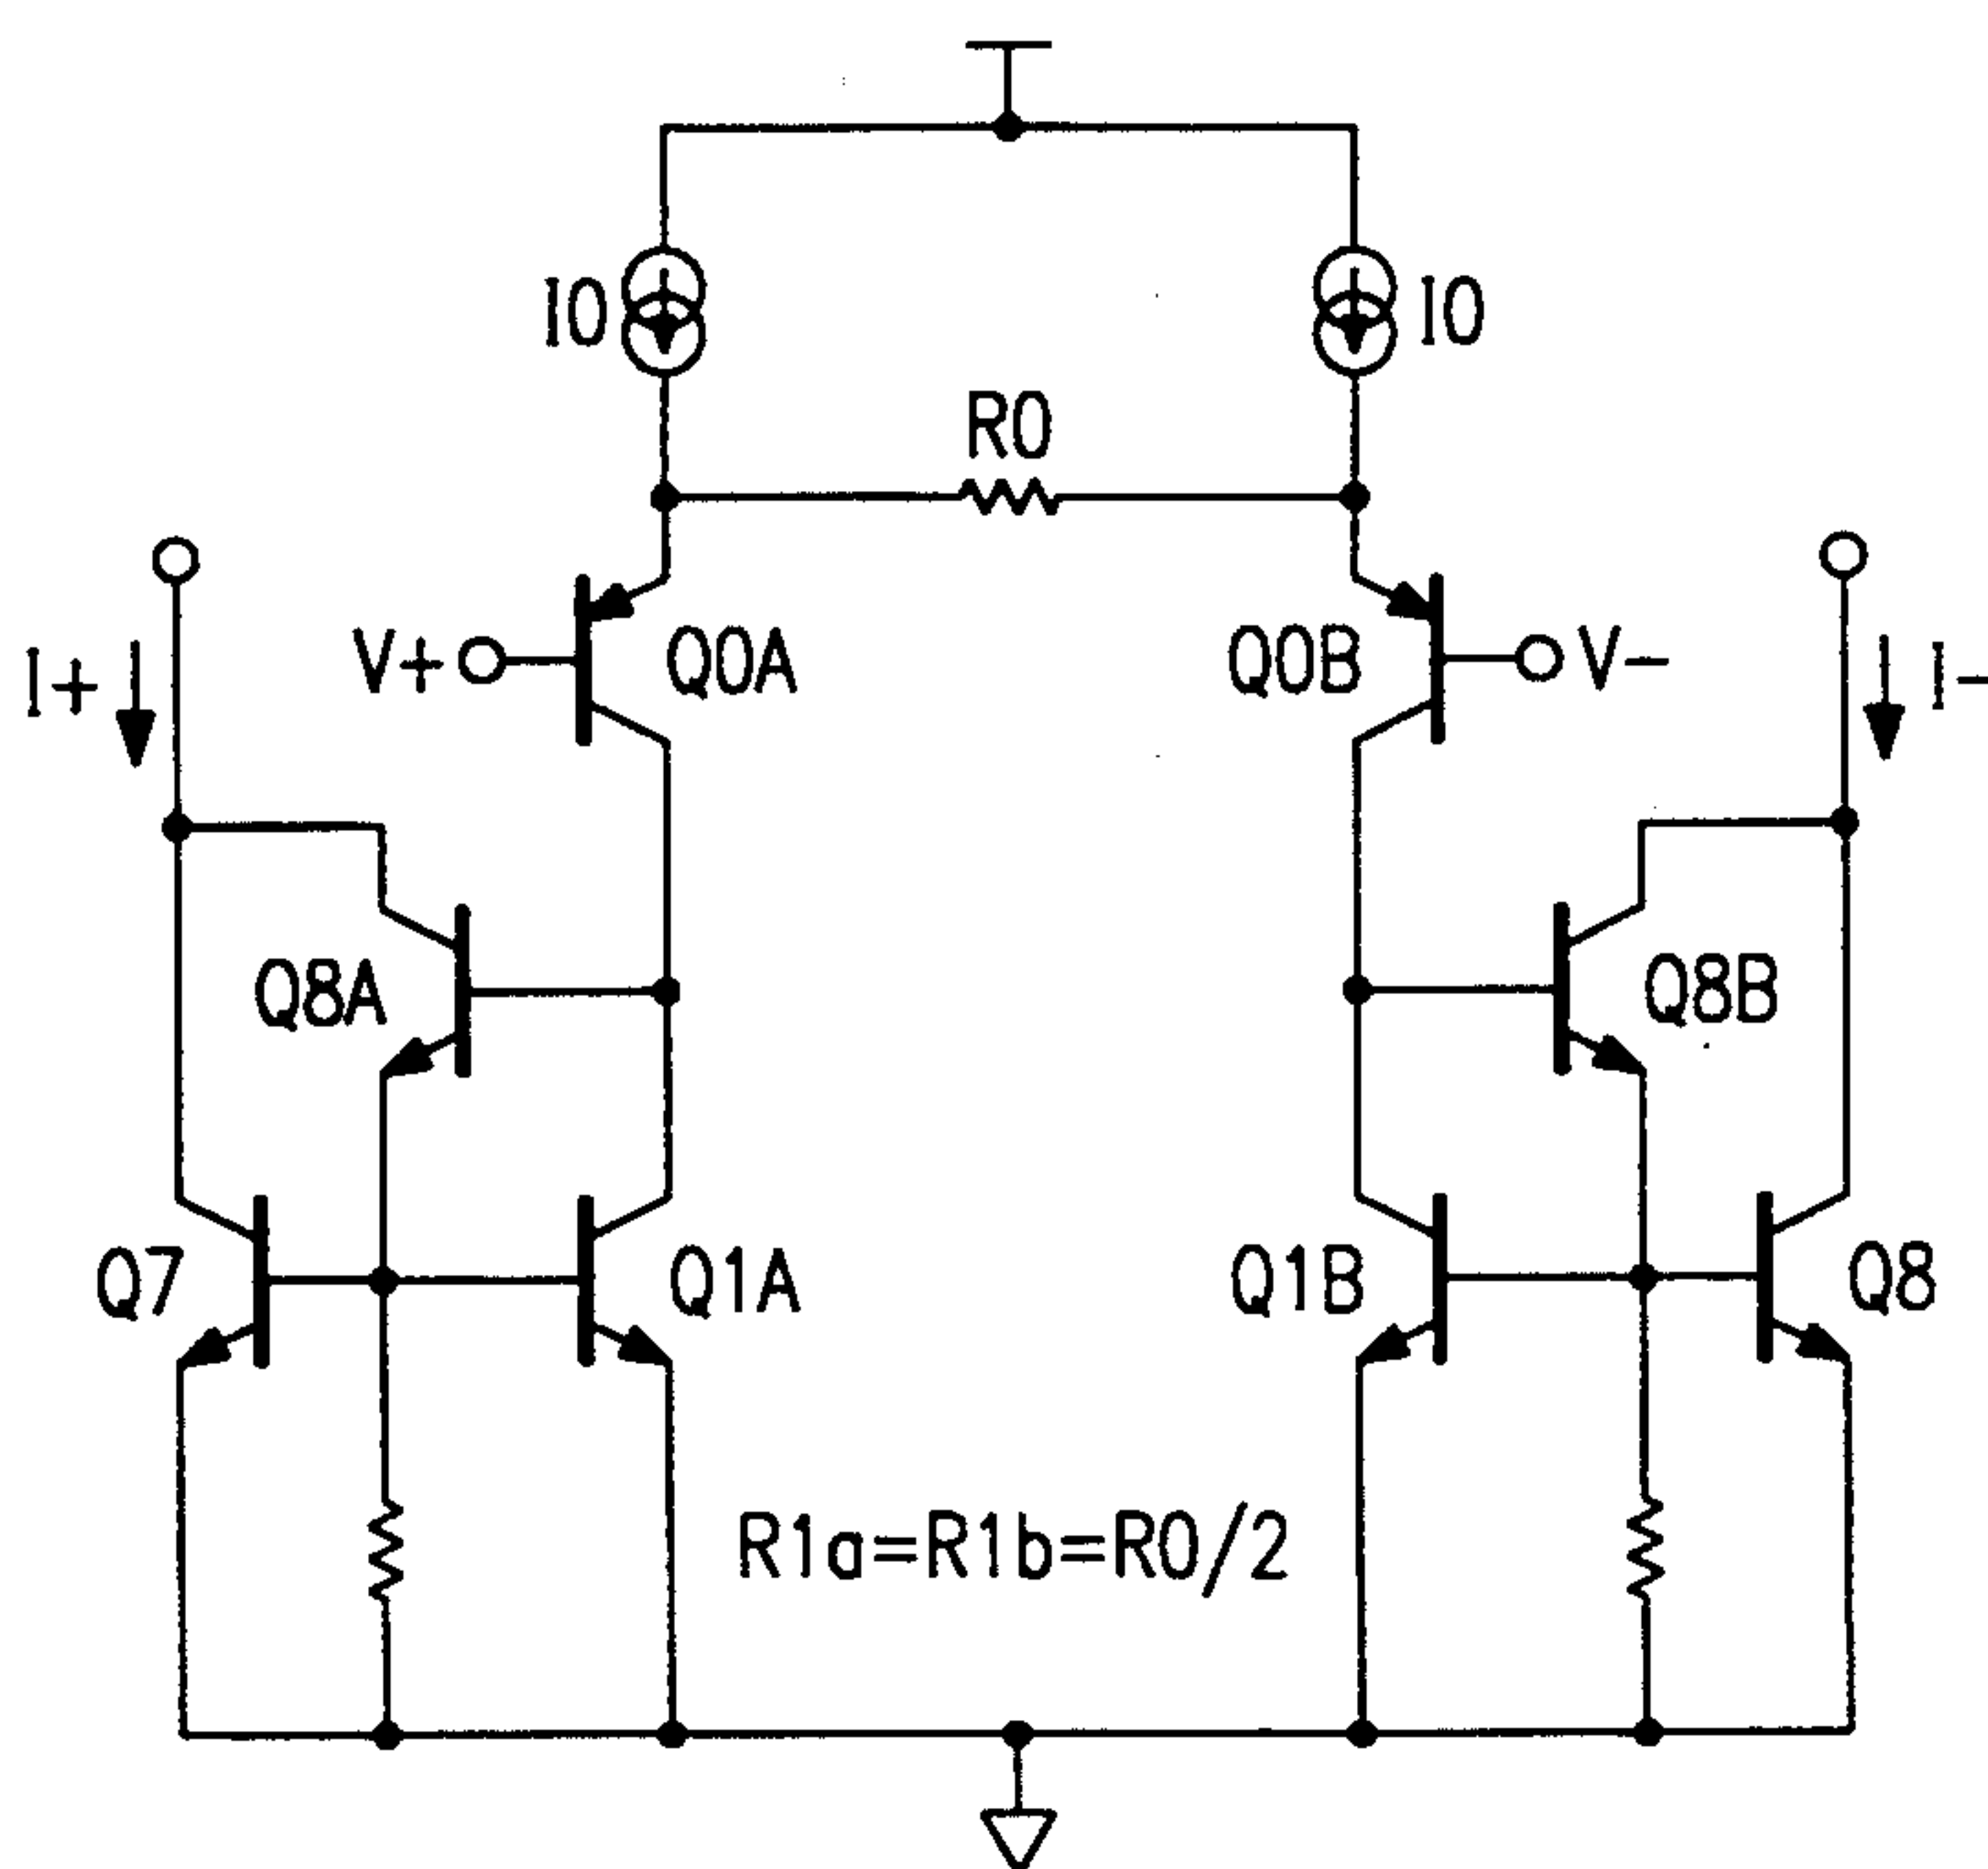 I0
I0
R0
I+
V+
Q0A
Q0B
V-
I-
Q8A
Q8B
Q7
Q1A
Q1B
Q8
R1a=R1b=R0/2